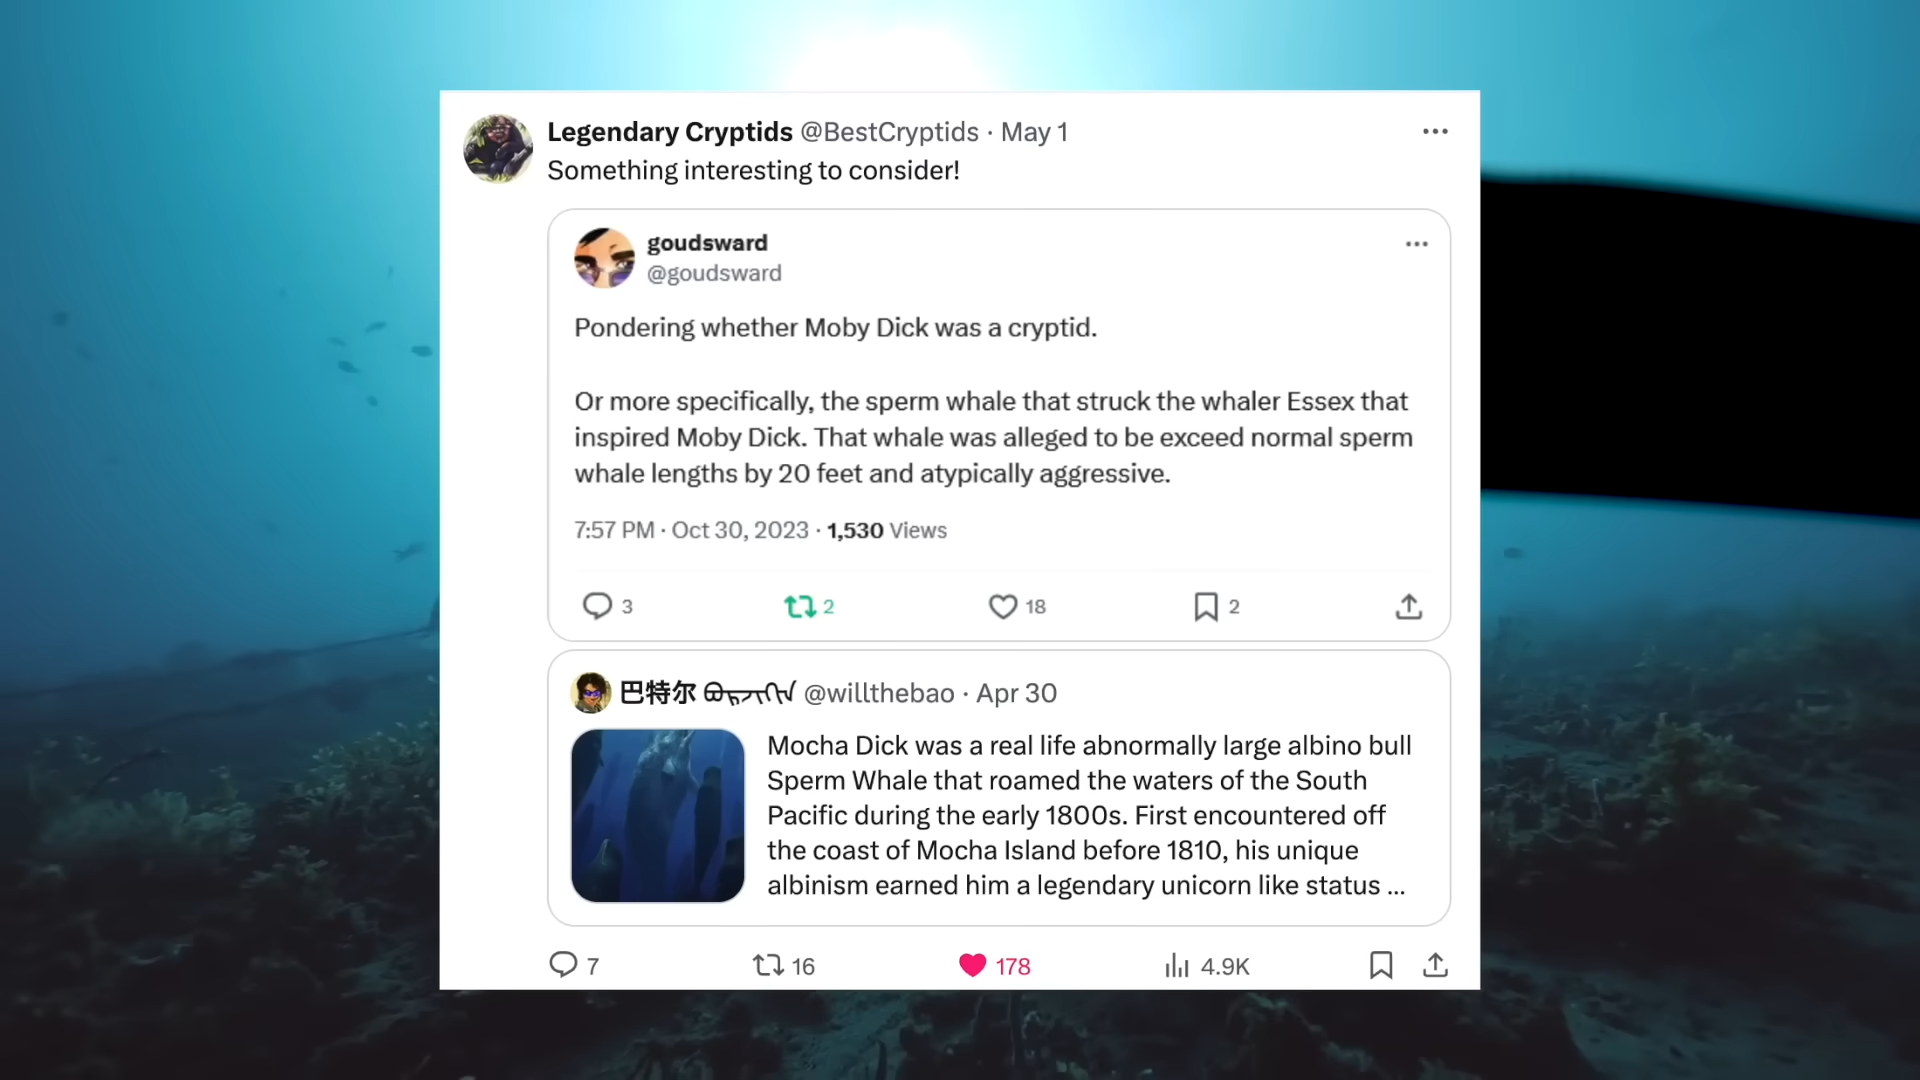 Legendary Cryptids @BestCryptids · May 1
Something interesting to consider!
goudsward
@goudsward
Pondering whether Moby Dick was a cryptid.
Or more specifically, the sperm whale that struck the whaler Essex that
inspired Moby Dick. That whale was alleged to be exceed normal sperm
whale lengths by 20 feet and atypically aggressive.
7:57 PM · Oct 30, 2023 · 1,530 Views
3 2 18 2
巴特尔 @willthebao · Apr 30
Mocha Dick was a real life abnormally large albino bull
Sperm Whale that roamed the waters of the South
Pacific during the early 1800s. First encountered off
the coast of Mocha Island before 1810, his unique
albinism earned him a legendary unicorn like status ...
7 16 178 4.9K